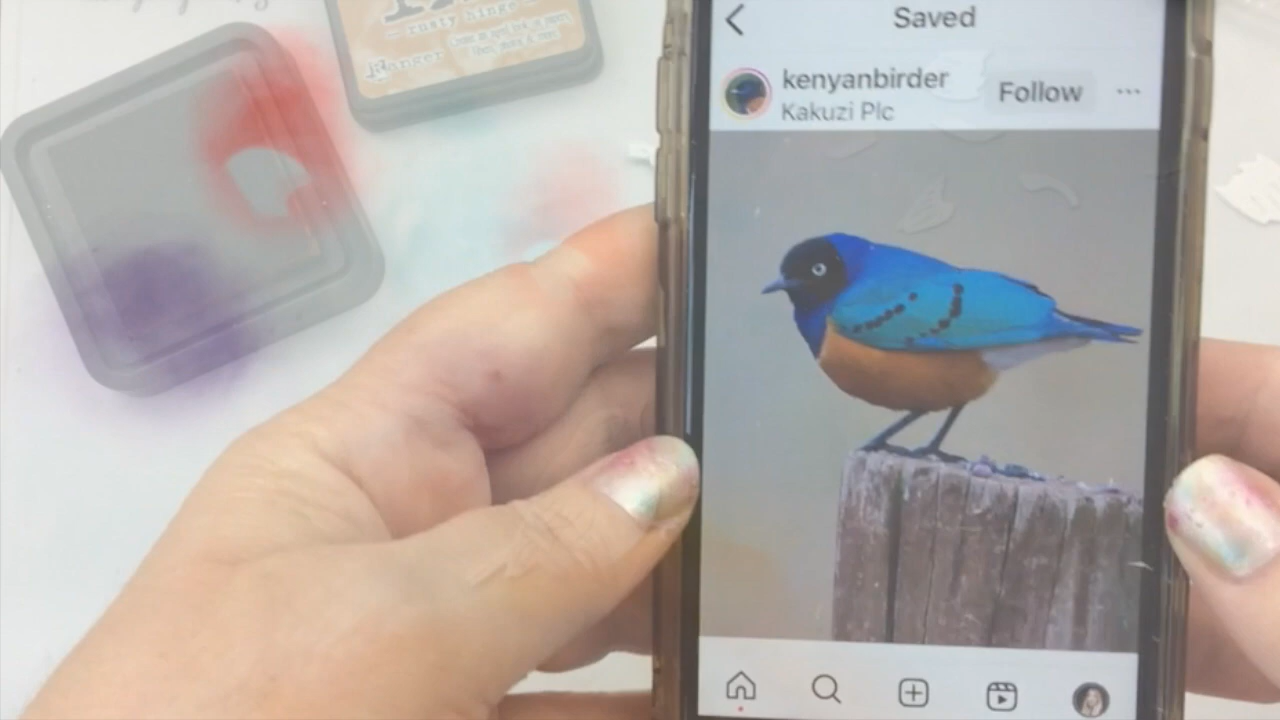 rusty hinge
Ranger
Saved
kenyanbirder
Follow
Kakuzi Plc